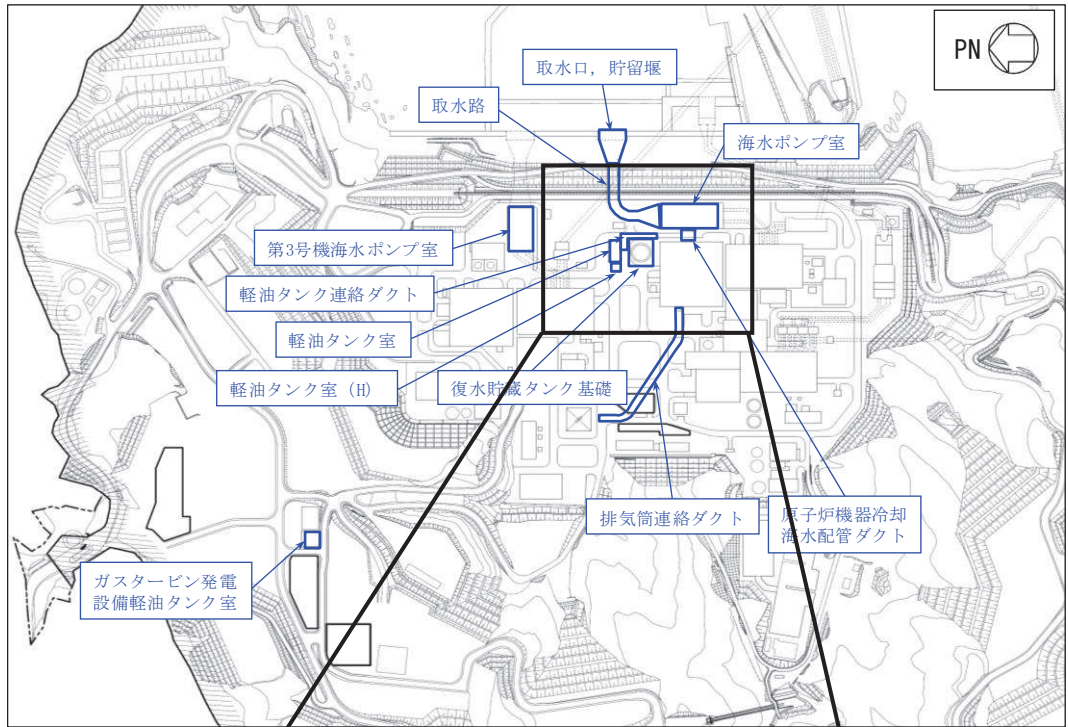 PN
取水口，貯留堰
取水路
海水ポンプ室
第3号機海水ポンプ室
軽油タンク連絡ダクト
軽油タンク室
軽油タンク室 (H)
復水貯蔵タンク基礎
排気筒連絡ダクト
原子炉機器冷却
海水配管ダクト
ガスタービン発電
設備軽油タンク室